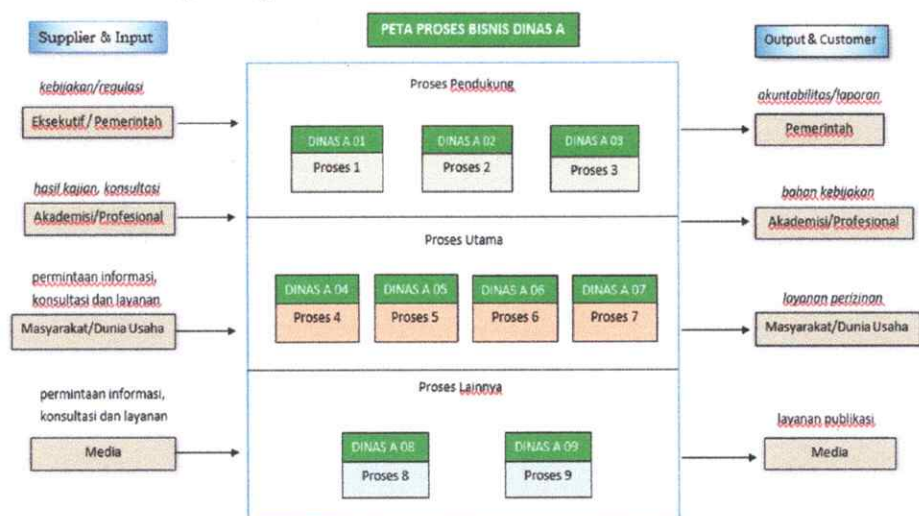 PETA PROSES BISNIS DINAS A
Supplier & Input
kebijakan/regulasi
Eksekutif / Pemerintah
hasil kajian, konsultasi
Akademisi/Profesional
permintaan informasi,
konsultasi dan layanan
Masyarakat/Dunia Usaha
permintaan informasi,
konsultasi dan layanan
Media
Proses Pendukung
DINAS A 01
Proses 1
DINAS A 02
Proses 2
DINAS A 03
Proses 3
Proses Utama
DINAS A 04
Proses 4
DINAS A 05
Proses 5
DINAS A 06
Proses 6
DINAS A 07
Proses 7
Proses Lainnya
DINAS A 08
Proses 8
DINAS A 09
Proses 9
Output & Customer
akuntabilitas/laporan
Pemerintah
bahan kebijakan
Akademisi/Profesional
layanan perizinan
Masyarakat/Dunia Usaha
layanan publikasi
Media